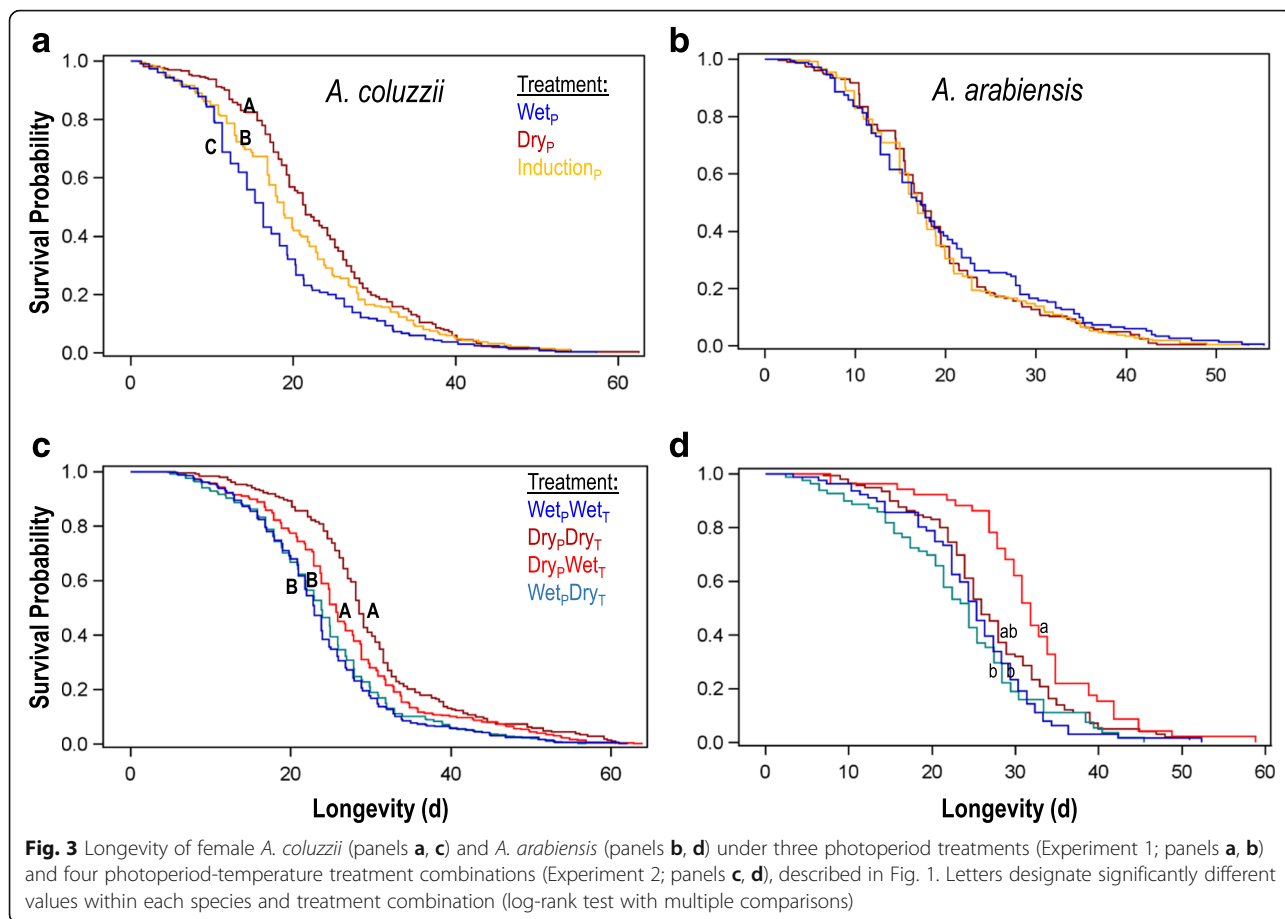 a
1.0
0.8
0.6
0.4
0.2
0.0
Survival Probability
A. coluzzii
Treatment:
WetP
DryP
InductionP
A
B
C
0
20
40
60
b
1.0
0.8
0.6
0.4
0.2
0.0
A. arabiensis
0
10
20
30
40
50
c
1.0
0.8
0.6
0.4
0.2
0.0
Survival Probability
Treatment:
WetPWetT
DryPDryT
DryPWetT
WetPDryT
B
B
A
A
0
20
40
60
Longevity (d)
d
1.0
0.8
0.6
0.4
0.2
0.0
ab
a
b
b
0
10
20
30
40
50
60
Longevity (d)
Fig. 3 Longevity of female A. coluzzii (panels a, c) and A. arabiensis (panels b, d) under three photoperiod treatments (Experiment 1; panels a, b)
and four photoperiod-temperature treatment combinations (Experiment 2; panels c, d), described in Fig. 1. Letters designate significantly different
values within each species and treatment combination (log-rank test with multiple comparisons)